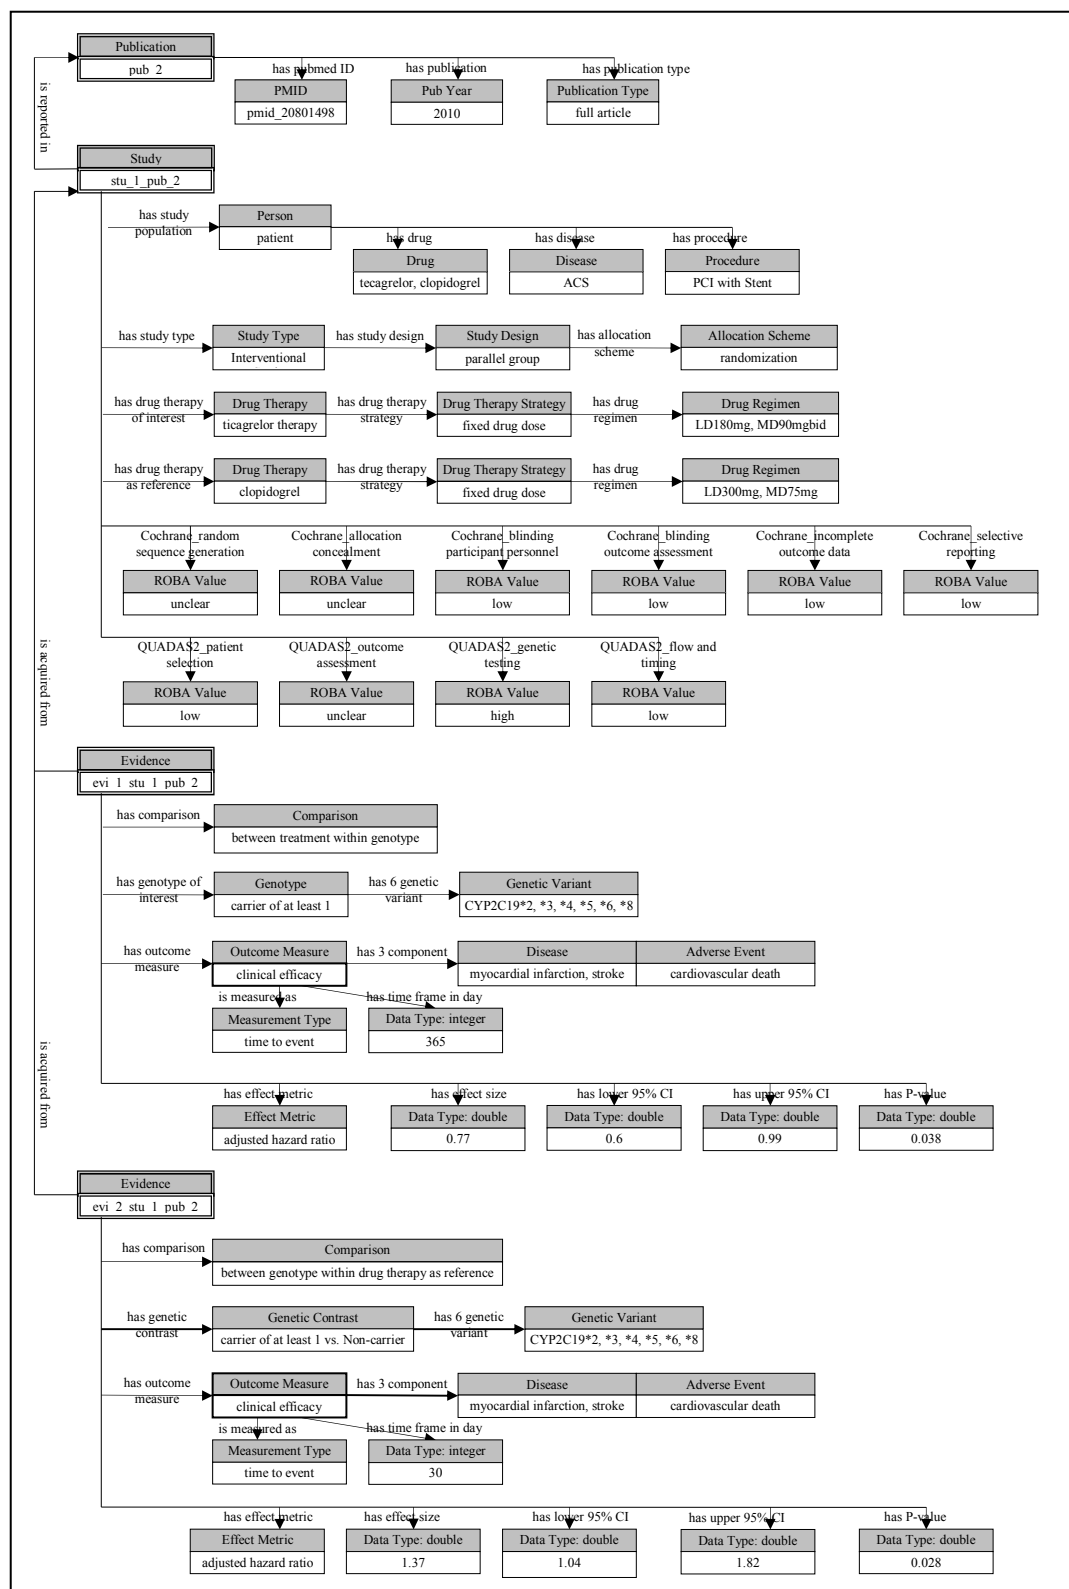 Publication
pub_2
has pubmed ID
has publication
has publication type
PMID
Pub Year
Publication Type
pmid_20801498
2010
full article
is reported in
Study
stu_1_pub_2
has study
population
Person
patient
has drug
has disease
has procedure
Drug
Disease
Procedure
tecagrelor, clopidogrel
ACS
PCI with Stent
has study type
Study Type
has study design
Study Design
has allocation
scheme
Allocation Scheme
Interventional
parallel group
randomization
has drug therapy
of interest
Drug Therapy
has drug therapy
strategy
Drug Therapy Strategy
has drug
regimen
Drug Regimen
ticagrelor therapy
fixed drug dose
LD180mg, MD90mgbid
has drug therapy
as reference
Drug Therapy
has drug therapy
strategy
Drug Therapy Strategy
has drug
regimen
Drug Regimen
clopidogrel
fixed drug dose
LD300mg, MD75mg
Cochrane_random
sequence generation
Cochrane_allocation
concealment
Cochrane_blinding
participant personnel
Cochrane_blinding
outcome assessment
Cochrane_incomplete
outcome data
Cochrane_selective
reporting
ROBA Value
ROBA Value
ROBA Value
ROBA Value
ROBA Value
ROBA Value
unclear
unclear
low
low
low
low
is acquired from
QUADAS2_patient
selection
QUADAS2_outcome
assessment
QUADAS2_genetic
testing
QUADAS2_flow and
timing
ROBA Value
ROBA Value
ROBA Value
ROBA Value
low
unclear
high
low
Evidence
evi_1_stu_1_pub_2
has comparison
Comparison
between treatment within genotype
has genotype of
interest
Genotype
has 6 genetic
variant
Genetic Variant
carrier of at least 1
CYP2C19*2, *3, *4, *5, *6, *8
has outcome
measure
Outcome Measure
has 3 component
Disease
Adverse Event
clinical efficacy
myocardial infarction, stroke
cardiovascular death
is measured as
has time frame in day
Measurement Type
Data Type: integer
time to event
365
is acquired from
has effect metric
has effect size
has lower 95% CI
has upper 95% CI
has P-value
Effect Metric
Data Type: double
Data Type: double
Data Type: double
Data Type: double
adjusted hazard ratio
0.77
0.6
0.99
0.038
Evidence
evi_2_stu_1_pub_2
has comparison
Comparison
between genotype within drug therapy as reference
has genetic
contrast
Genetic Contrast
has 6 genetic
variant
Genetic Variant
carrier of at least 1 vs. Non-carrier
CYP2C19*2, *3, *4, *5, *6, *8
has outcome
measure
Outcome Measure
has 3 component
Disease
Adverse Event
clinical efficacy
myocardial infarction, stroke
cardiovascular death
is measured as
has time frame in day
Measurement Type
Data Type: integer
time to event
30
has effect metric
has effect size
has lower 95% CI
has upper 95% CI
has P-value
Effect Metric
Data Type: double
Data Type: double
Data Type: double
Data Type: double
adjusted hazard ratio
1.37
1.04
1.82
0.028